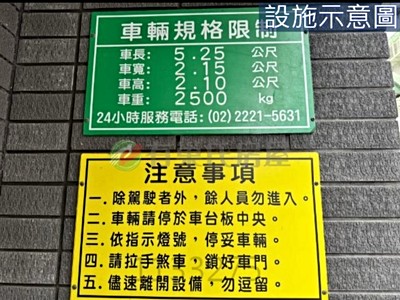 設施示意圖
車輛規格限制
車長: 5.25 公尺
車寬: 2.15 公尺
車高: 2.10 公尺
車重: 2500 kg
24小時服務電話:(02)2221-5631
注意事項
一. 除駕駛者外,餘人員勿進入。
二. 車輛請停於車台板中央。
三. 依指示燈號,停妥車輛。
四. 請拉手煞車,鎖好車門。
五. 儘速離開設備,勿逗留。